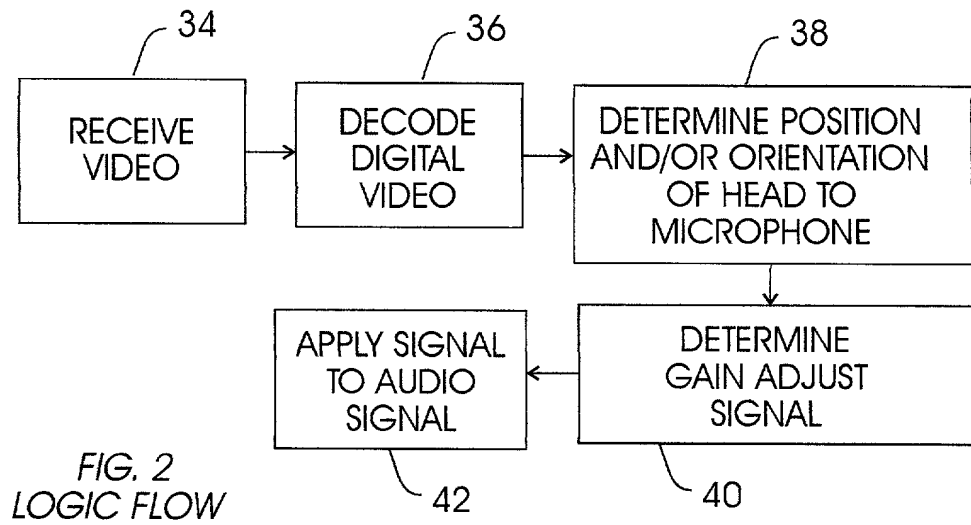 34
RECEIVE
VIDEO
36
DECODE
DIGITAL
VIDEO
38
DETERMINE POSITION
AND/OR ORIENTATION
OF HEAD TO
MICROPHONE
DETERMINE
GAIN ADJUST
SIGNAL
40
APPLY SIGNAL
TO AUDIO
SIGNAL
42
FIG. 2
LOGIC FLOW